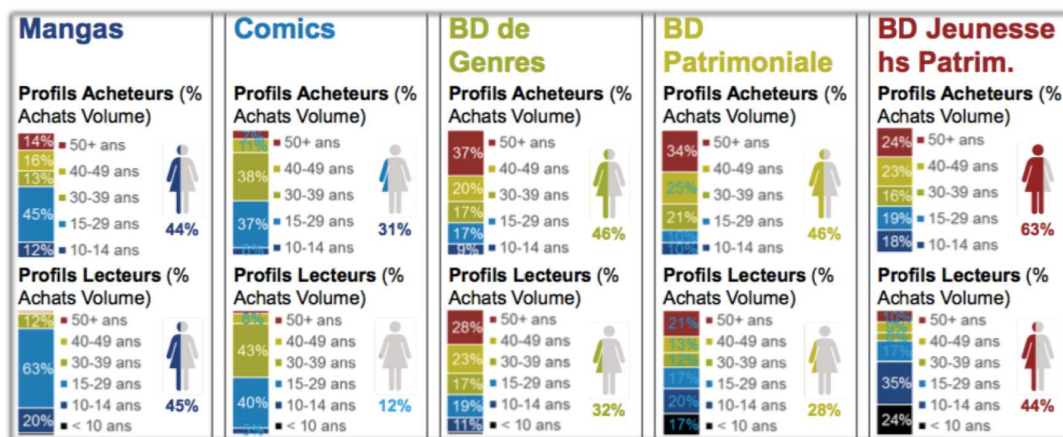 Mangas
Profils Acheteurs (%
Achats Volume)
14%
16%
13%
45%
12%
50+ ans
40-49 ans
30-39 ans
15-29 ans
10-14 ans
44%
Profils Lecteurs (%
Achats Volume)
12%
63%
20%
50+ ans
40-49 ans
30-39 ans
15-29 ans
10-14 ans
< 10 ans
45%
Comics
Profils Acheteurs (%
Achats Volume)
7%
11%
38%
37%
50+ ans
40-49 ans
30-39 ans
15-29 ans
10-14 ans
31%
Profils Lecteurs (%
Achats Volume)
43%
40%
50+ ans
40-49 ans
30-39 ans
15-29 ans
10-14 ans
< 10 ans
12%
BD de
Genres
Profils Acheteurs (%
Achats Volume)
37%
20%
17%
17%
9%
50+ ans
40-49 ans
30-39 ans
15-29 ans
10-14 ans
46%
Profils Lecteurs (%
Achats Volume)
28%
23%
17%
19%
11%
50+ ans
40-49 ans
30-39 ans
15-29 ans
10-14 ans
< 10 ans
32%
BD
Patrimoniale
Profils Acheteurs (%
Achats Volume)
34%
25%
21%
10%
10%
50+ ans
40-49 ans
30-39 ans
15-29 ans
10-14 ans
46%
Profils Lecteurs (%
Achats Volume)
21%
13%
12%
17%
20%
17%
50+ ans
40-49 ans
30-39 ans
15-29 ans
10-14 ans
< 10 ans
28%
BD Jeunesse
hs Patrim.
Profils Acheteurs (%
Achats Volume)
24%
23%
16%
19%
18%
50+ ans
40-49 ans
30-39 ans
15-29 ans
10-14 ans
63%
Profils Lecteurs (%
Achats Volume)
10%
9%
17%
35%
24%
50+ ans
40-49 ans
30-39 ans
15-29 ans
10-14 ans
< 10 ans
44%